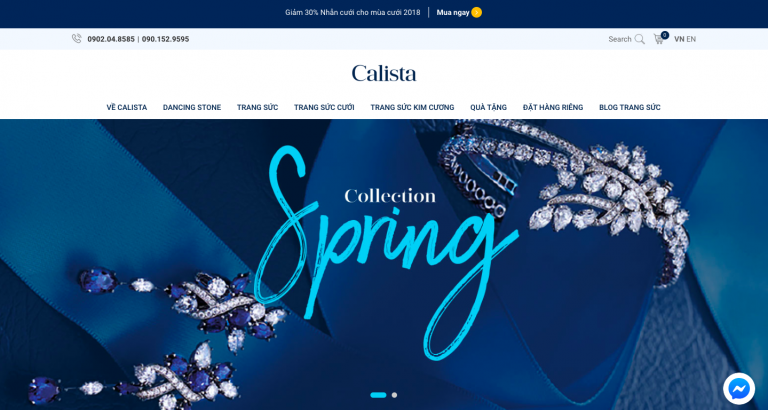 Giảm 30% Nhẫn cưới cho mùa cưới 2018 | Mua ngay
0902.04.8585 | 090.152.9595
Search 0 VN EN
Calista
VỀ CALISTA DANCING STONE TRANG SỨC TRANG SỨC CƯỚI TRANG SỨC KIM CƯƠNG QUÀ TẶNG ĐẶT HÀNG RIÊNG BLOG TRANG SỨC
Collection
Spring